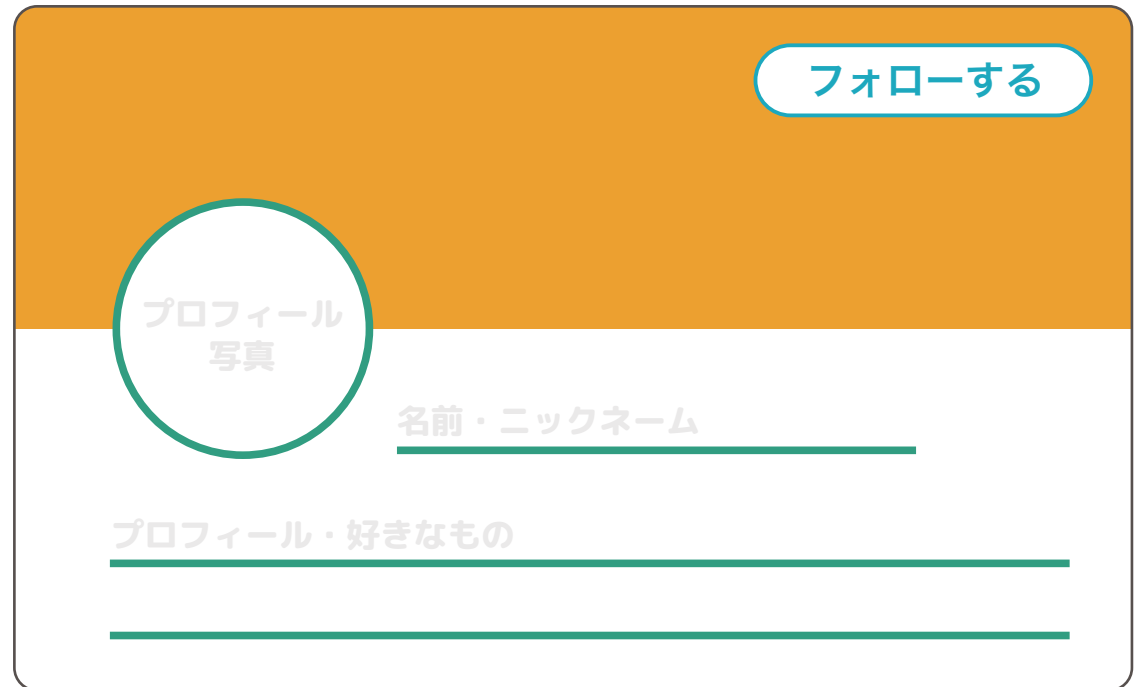 フォローする
プロフィール
写真
名前・ニックネーム
プロフィール・好きなもの